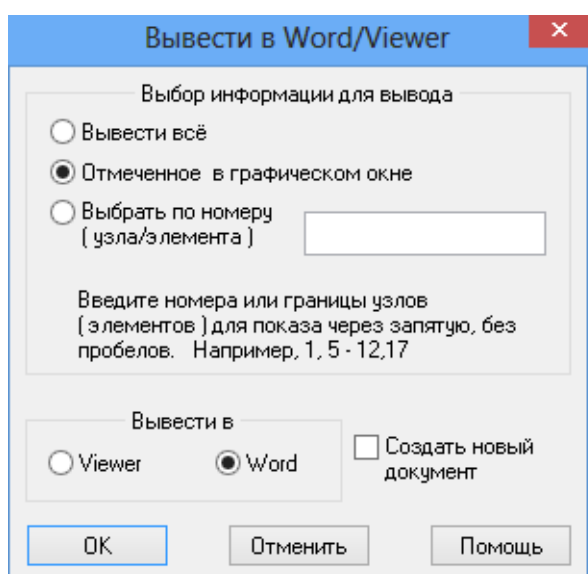 Вывести в Word/Viewer
Выбор информации для вывода
Вывести всё
Отмеченное в графическом окне
Выбрать по номеру
( узла/элемента )
Введите номера или границы узлов
( элементов ) для показа через запятую, без
пробелов. Например, 1, 5 - 12,17
Вывести в
Viewer
Word
Создать новый
документ
OK
Отменить
Помощь